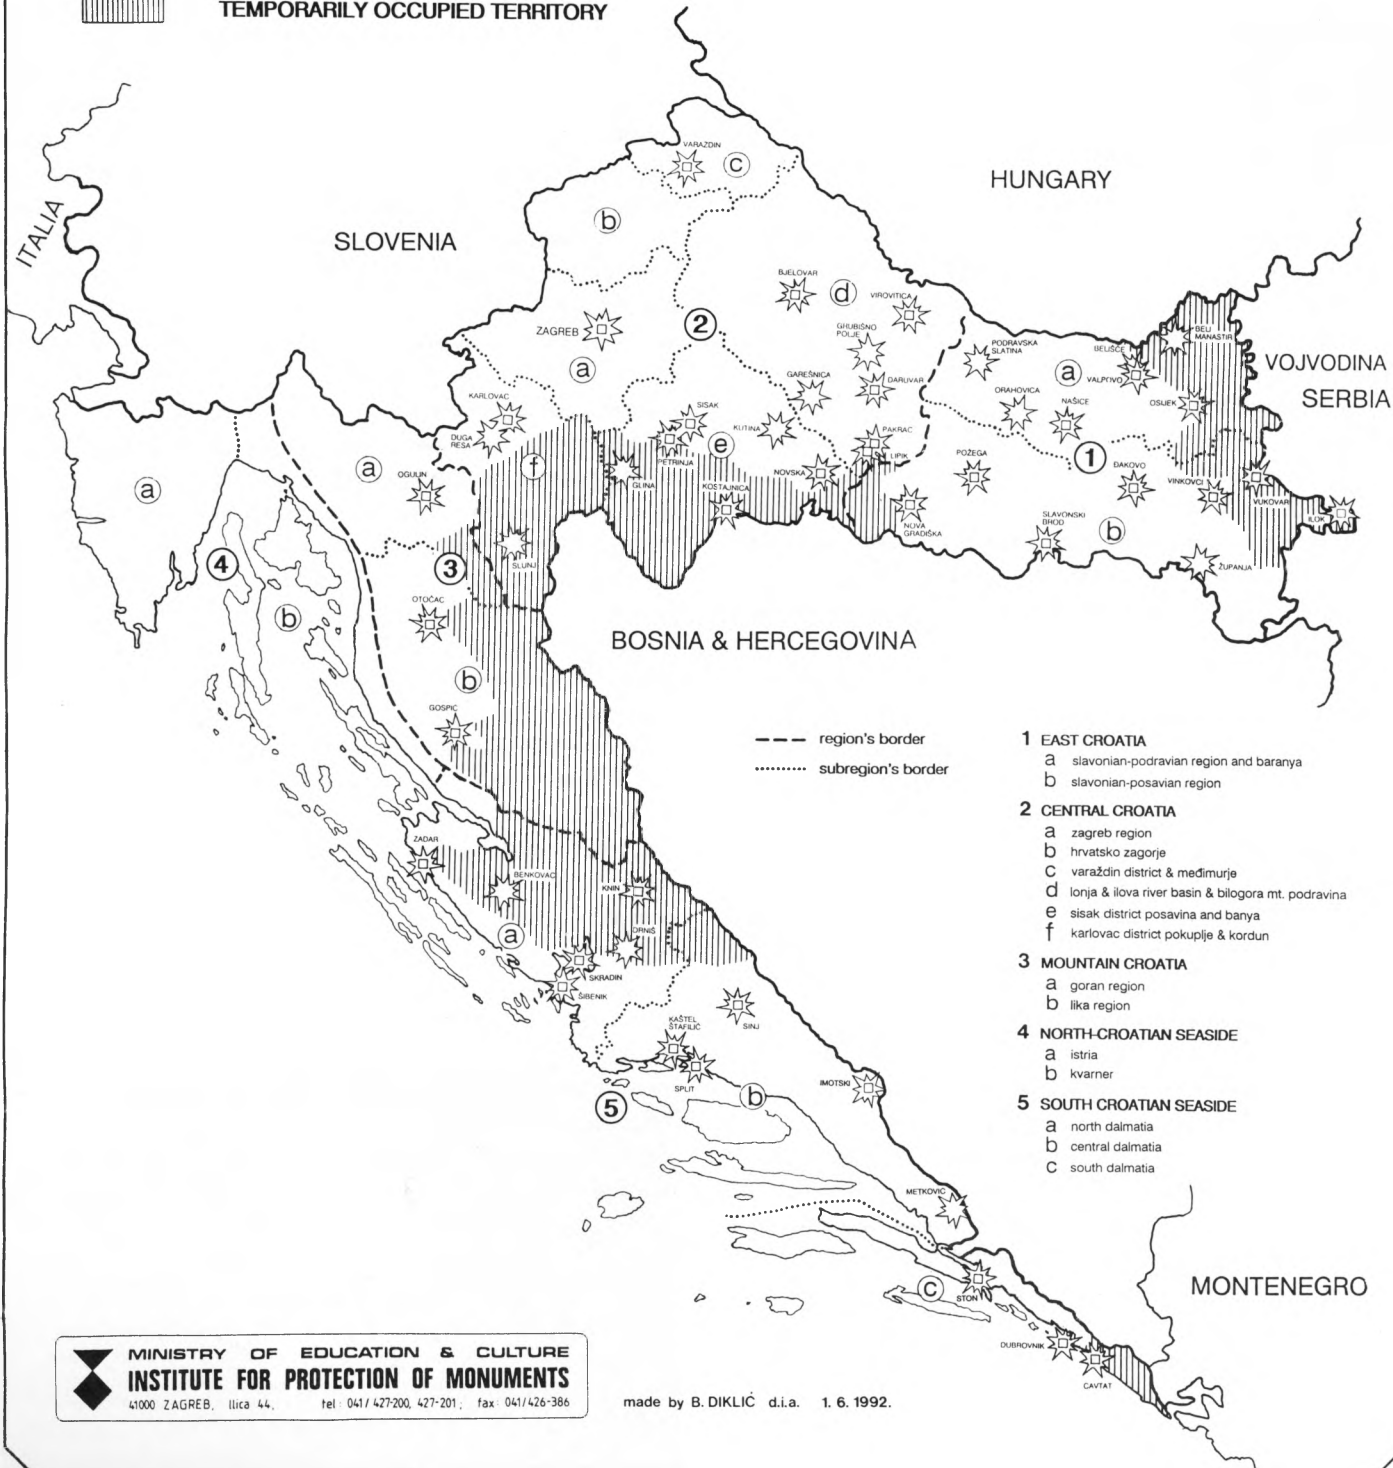 TEMPORARILY OCCUPIED TERRITORY
VARAŽDIN
c
HUNGARY
ITALIA
SLOVENIA
b
BJELOVAR
d
VIROVITICA
ZAGREB
2
GRUBIŠNO
POLJE
BELI
MANASTIR
PODRAVSKA
SLATINA
BELIŠĆE
VOJVODINA
SERBIA
a
GAREŠNICA
DARUVAR
a
VALPOVO
KARLOVAC
ORAHOVICA
NAŠICE
OSIJEK
SISAK
DUGA
RESA
KUTINA
PAKRAC
a
OGULIN
f
PETRINJA
e
LIPIK
POŽEGA
1
ĐAKOVO
VINKOVCI
a
GLINA
KOSTAJNICA
NOVSKA
VUKOVAR
ILOK
NOVA
GRADIŠKA
SLAVONSKI
BROD
b
4
3
SLUNJ
ŽUPANJA
OTOČAC
b
BOSNIA & HERCEGOVINA
b
GOSPIĆ
region's border
subregion's border
1 EAST CROATIA
a slavonian-podravian region and baranya
b slavonian-posavian region
2 CENTRAL CROATIA
a zagreb region
b hrvatsko zagorje
c varaždin district & međimurje
d lonja & ilova river basin & bilogora mt. podravina
e sisak district posavina and banya
f karlovac district pokuplje & kordun
3 MOUNTAIN CROATIA
a goran region
b lika region
4 NORTH-CROATIAN SEASIDE
a istria
b kvarner
5 SOUTH CROATIAN SEASIDE
a north dalmatia
b central dalmatia
c south dalmatia
ZADAR
BENKOVAC
KNIN
a
DRNIŠ
SKRADIN
ŠIBENIK
KAŠTEL
ŠTAFILIĆ
SINJ
SPLIT
IMOTSKI
5
b
METKOVIĆ
c
STON
MONTENEGRO
DUBROVNIK
CAVTAT
MINISTRY OF EDUCATION & CULTURE
INSTITUTE FOR PROTECTION OF MONUMENTS
41000 ZAGREB, Ilica 44, tel: 041/427-200, 427-201; fax: 041/426-386
made by B. DIKLIĆ d.i.a. 1. 6. 1992.